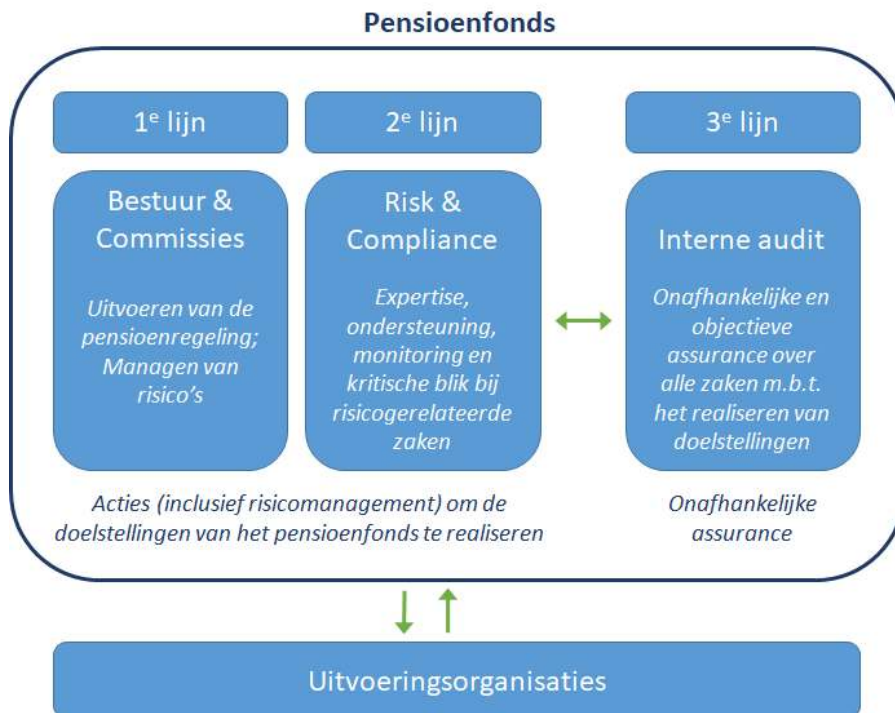 Pensioenfonds
1e lijn
2e lijn
3e lijn
Bestuur &
Commissies
Uitvoeren van de
pensioenregeling;
Managen van
risico's
Risk &
Compliance
Expertise,
ondersteuning,
monitoring en
kritische blik bij
risicogerelateerde
zaken
Interne audit
Onafhankelijke en
objectieve
assurance over
alle zaken m.b.t.
het realiseren van
doelstellingen
Acties (inclusief risicomanagement) om de
doelstellingen van het pensioenfonds te realiseren
Onafhankelijke
assurance
Uitvoeringsorganisaties